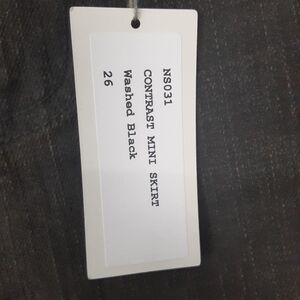 NS031
CONTRAST MINI SKIRT
Washed Black
26